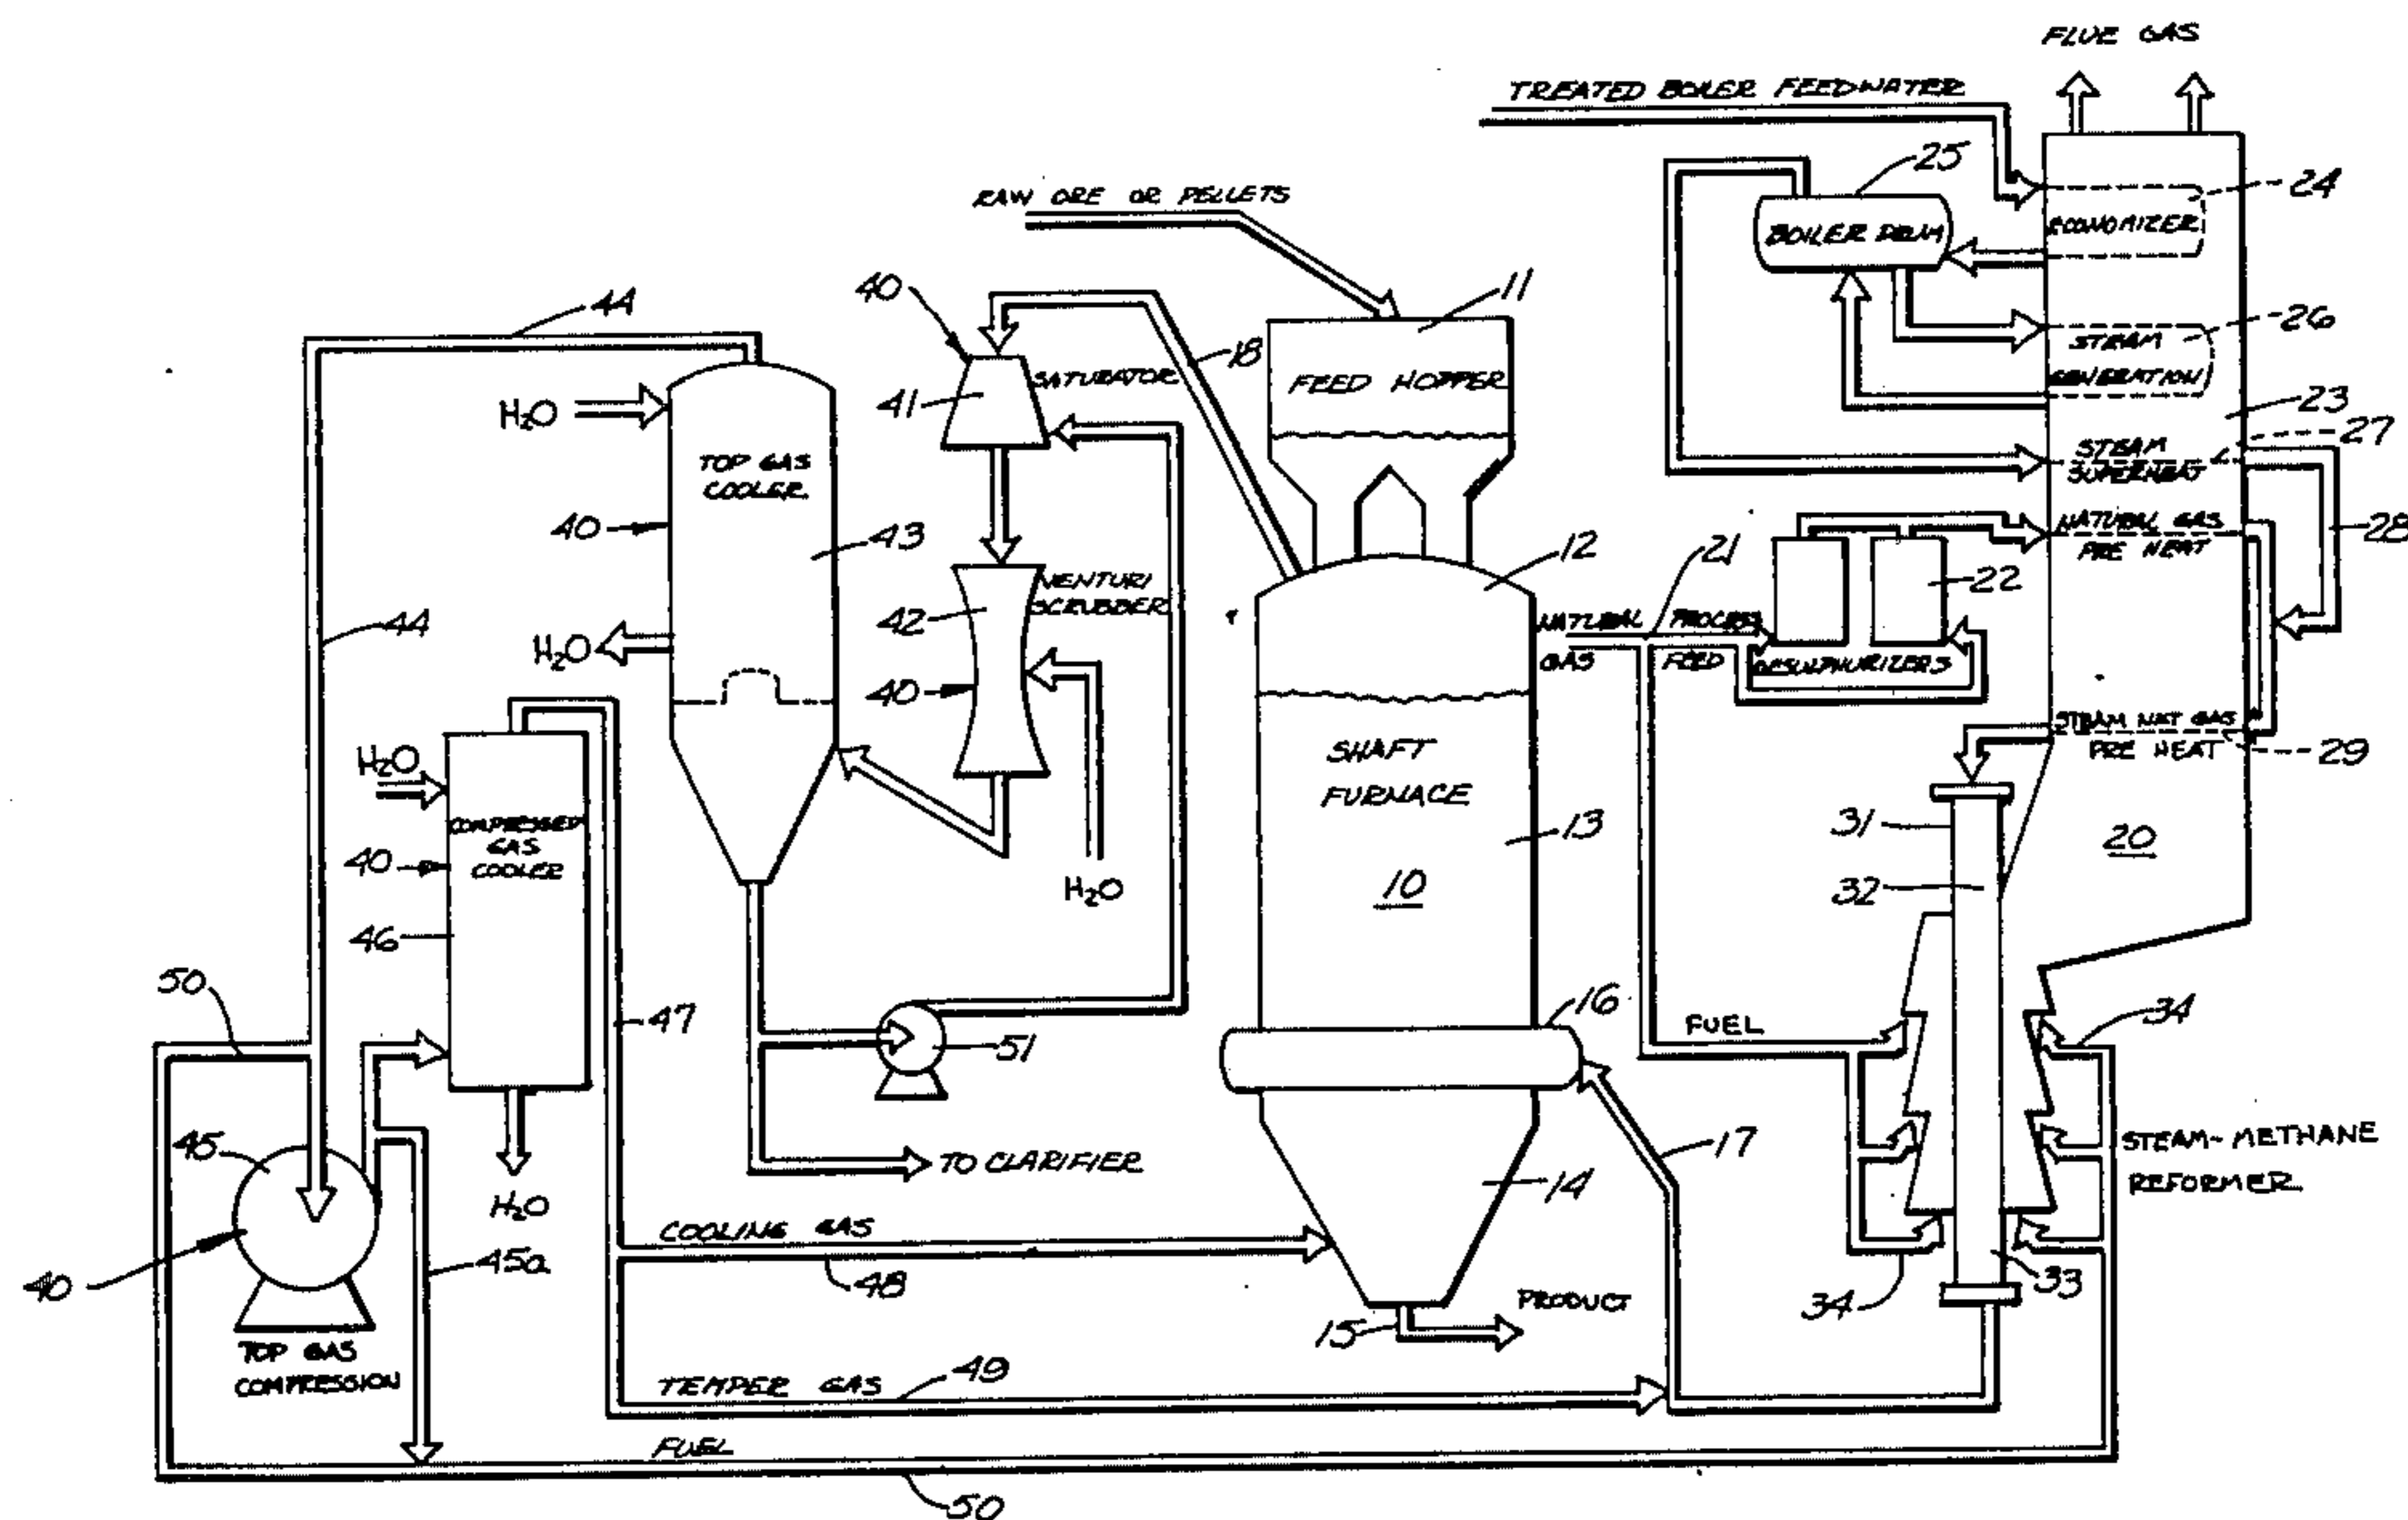 FLUE GAS
TREATED BOILER FEEDWATER
25
24
ECONOMIZER
BOILER DRUM
RAW ORE OR PELLETS
11
26
STEAM
GENERATION
44
40
18
FEED HOPPER
SATURATOR
41
H2O
23
27
STEAM
SUPERHEAT
TOP GAS
COOLER
40
43
NATURAL GAS
PRE HEAT
28
12
21
22
VENTURI
SCRUBBER
42
44
H2O
40
NATURAL PROCESS
GAS FEED
DESULPHURIZERS
STEAM NAT GAS
PRE HEAT
29
SHAFT
FURNACE
H2O
COMPRESSED
GAS
COOLER
40
46
13
10
31
32
20
H2O
50
47
51
16
FUEL
34
45
TO CLARIFIER
17
14
STEAM-METHANE
REFORMER
H2O
40
45a
COOLING GAS
48
PRODUCT
15
33
34
TOP GAS
COMPRESSION
TEMPER GAS
49
FUEL
50